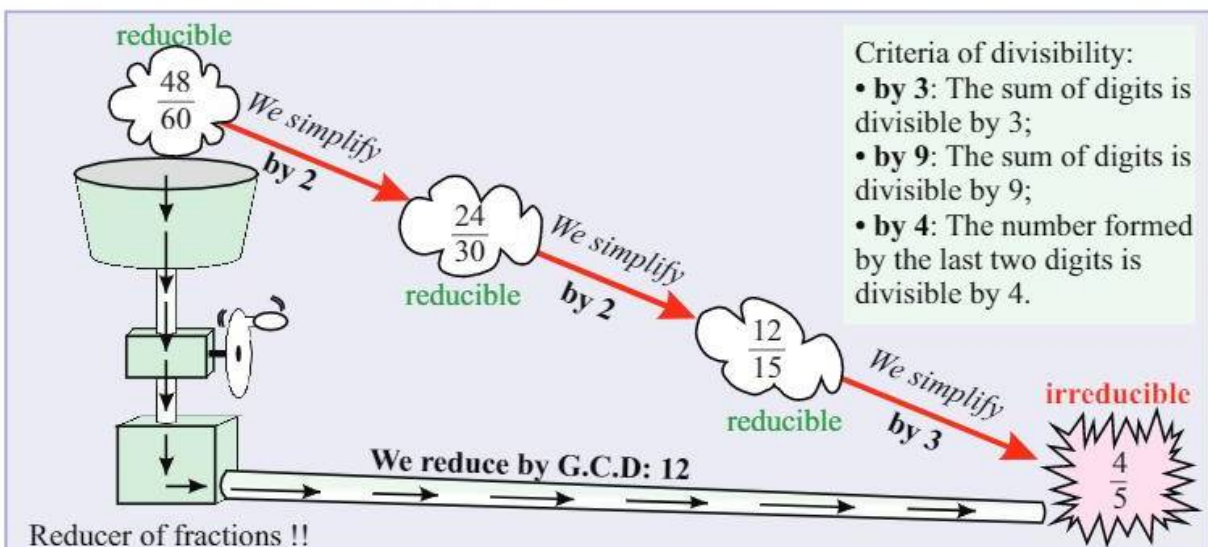 reducible
48
60
We simplify
by 2
24
30
reducible
We simplify
by 2
12
15
reducible
We simplify
by 3
irreducible
4
5
Criteria of divisibility:
• by 3: The sum of digits is
divisible by 3;
• by 9: The sum of digits is
divisible by 9;
• by 4: The number formed
by the last two digits is
divisible by 4.
We reduce by G.C.D: 12
Reducer of fractions !!